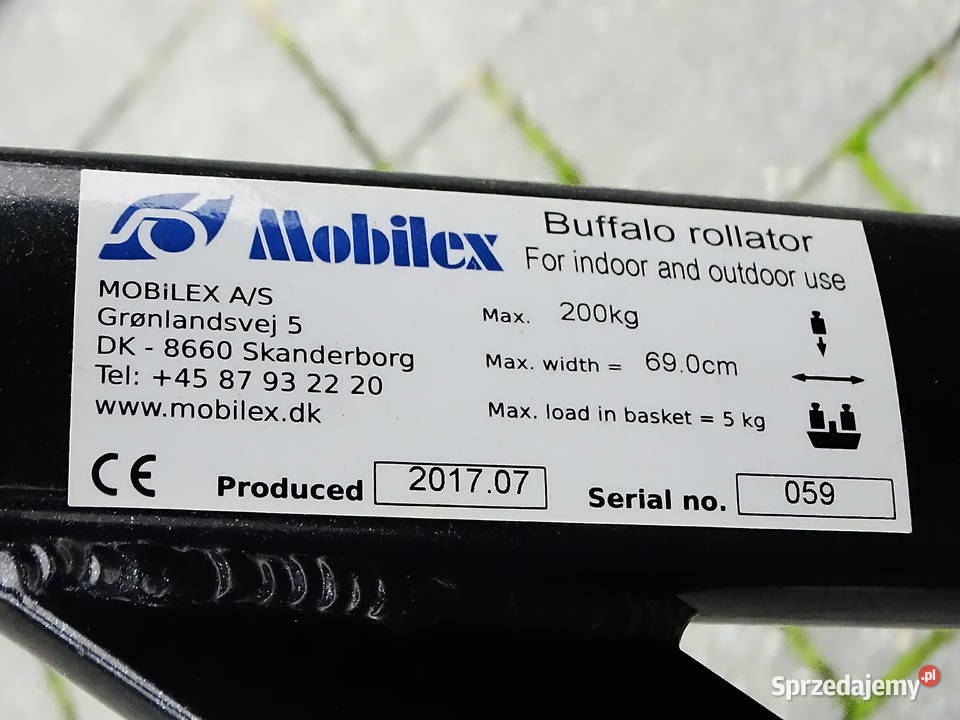 Mobilex
Buffalo rollator
For indoor and outdoor use
MOBiLEX A/S
Grønlandsvej 5
DK - 8660 Skanderborg
Tel: +45 87 93 22 20
www.mobilex.dk
Max. 200kg
Max. width = 69.0cm
Max. load in basket = 5 kg
CE Produced 2017.07 Serial no. 059
Sprzedajemy.pl